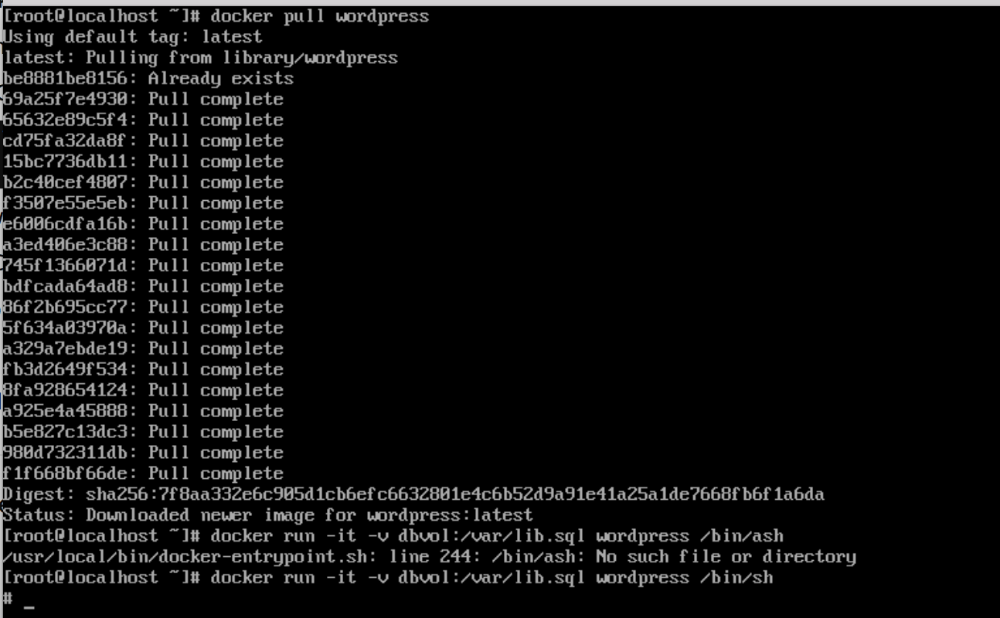 [root@localhost ~]# docker pull wordpress
Using default tag: latest
latest: Pulling from library/wordpress
be8881be8156: Already exists
69a25f7e4930: Pull complete
65632e89c5f4: Pull complete
cd75fa32da8f: Pull complete
15bc7736db11: Pull complete
b2c40cef4807: Pull complete
f3507e55e5eb: Pull complete
e6006cdfa16b: Pull complete
a3ed406e3c88: Pull complete
745f1366071d: Pull complete
bdfcada64ad8: Pull complete
86f2b695cc77: Pull complete
5f634a03970a: Pull complete
a329a7ebde19: Pull complete
fb3d2649f534: Pull complete
8fa928654124: Pull complete
a925e4a45888: Pull complete
b5e827c13dc3: Pull complete
980d732311db: Pull complete
f1f668bf66de: Pull complete
Digest: sha256:7f8aa332e6c905d1cb6efc6632801e4c6b52d9a91e41a25a1de7668fb6f1a6da
Status: Downloaded newer image for wordpress:latest
[root@localhost ~]# docker run -it -v dbvol:/var/lib.sql wordpress /bin/ash
/usr/local/bin/docker-entrypoint.sh: line 244: /bin/ash: No such file or directory
[root@localhost ~]# docker run -it -v dbvol:/var/lib.sql wordpress /bin/sh
# _